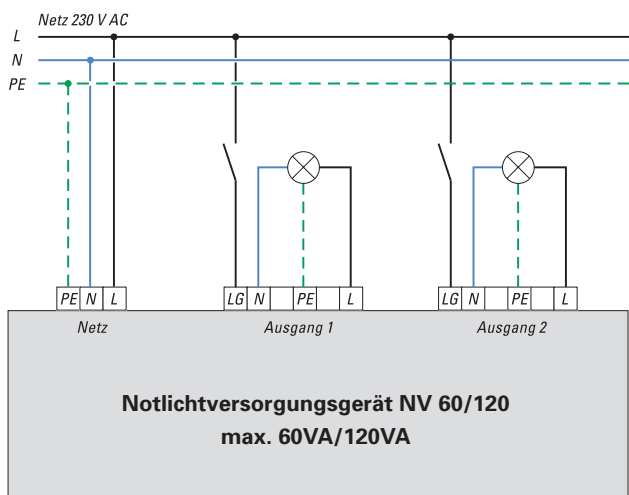 Netz 230 V AC
L
N
PE
PE N L LG N PE L LG N PE L
Netz Ausgang 1 Ausgang 2
Notlichtversorgungsgerät NV 60/120
max. 60VA/120VA